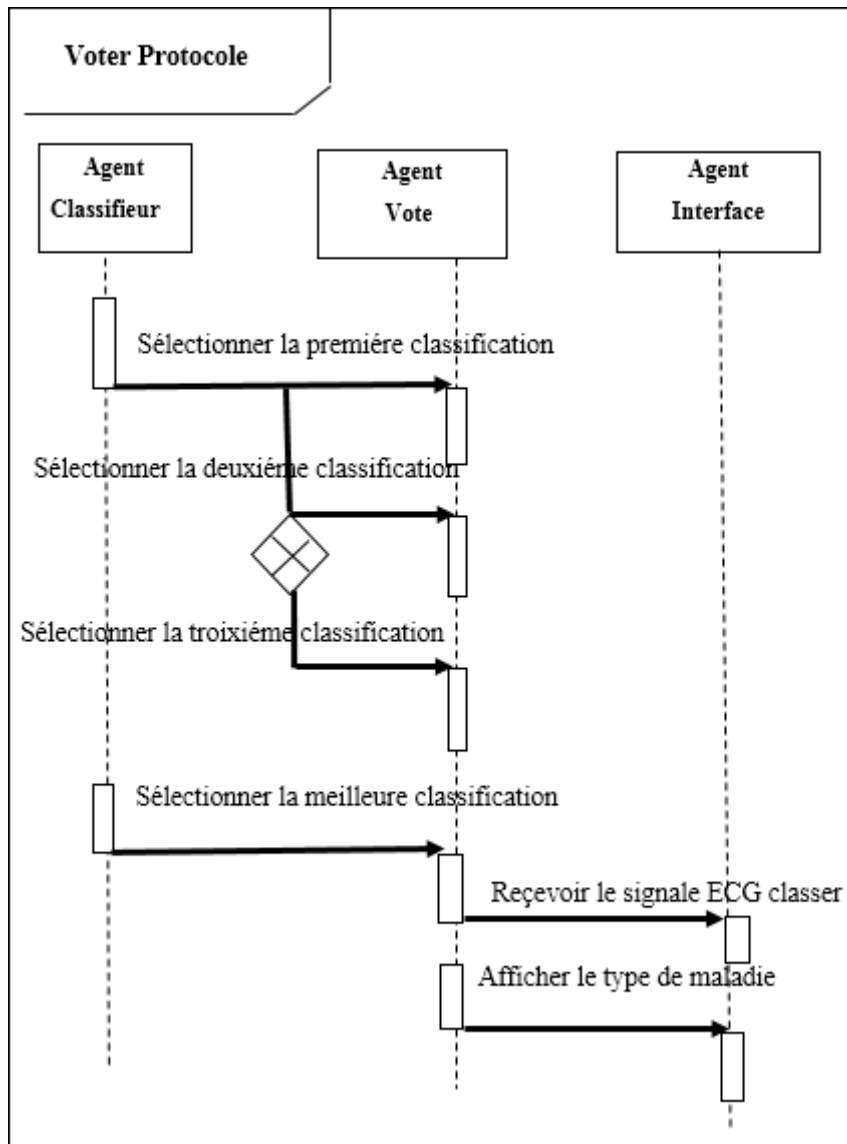 Voter Protocole
Agent
Classifieur
Agent
Vote
Agent
Interface
Sélectionner la premiére classification
Sélectionner la deuxiéme classification
Sélectionner la troixiéme classification
Sélectionner la meilleure classification
Reçevoir le signale ECG classer
Afficher le type de maladie